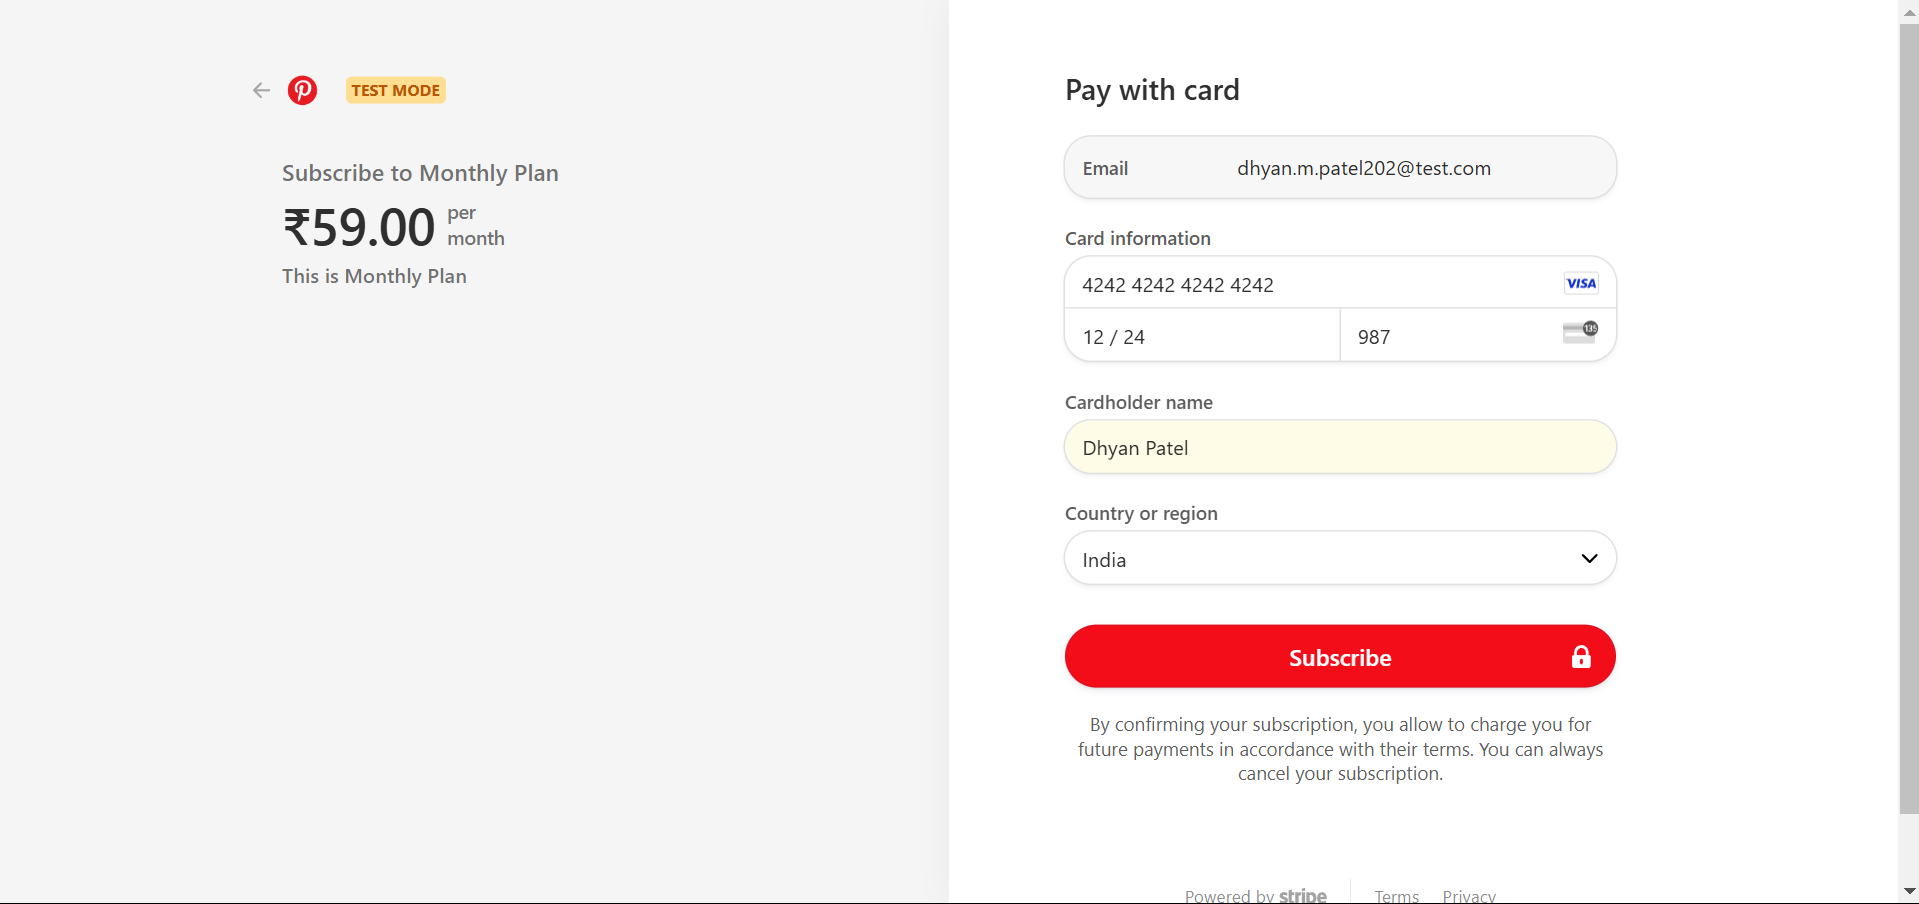 TEST MODE
Subscribe to Monthly Plan
₹59.00 per
month
This is Monthly Plan
Pay with card
Email dhyan.m.patel202@test.com
Card information
4242 4242 4242 4242 VISA
12 / 24 987 135
Cardholder name
Dhyan Patel
Country or region
India
Subscribe
By confirming your subscription, you allow to charge you for
future payments in accordance with their terms. You can always
cancel your subscription.
Powered by stripe Terms Privacy